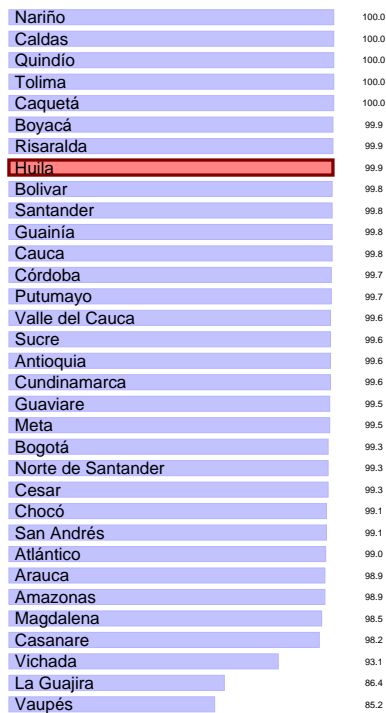 Nariño 100.0
Caldas 100.0
Quindío 100.0
Tolima 100.0
Caquetá 100.0
Boyacá 99.9
Risaralda 99.9
Huila 99.9
Bolivar 99.8
Santander 99.8
Guainía 99.8
Cauca 99.8
Córdoba 99.7
Putumayo 99.7
Valle del Cauca 99.6
Sucre 99.6
Antioquia 99.6
Cundinamarca 99.6
Guaviare 99.5
Meta 99.5
Bogotá 99.3
Norte de Santander 99.3
Cesar 99.3
Chocó 99.1
San Andrés 99.1
Atlántico 99.0
Arauca 98.9
Amazonas 98.9
Magdalena 98.5
Casanare 98.2
Vichada 93.1
La Guajira 86.4
Vaupés 85.2